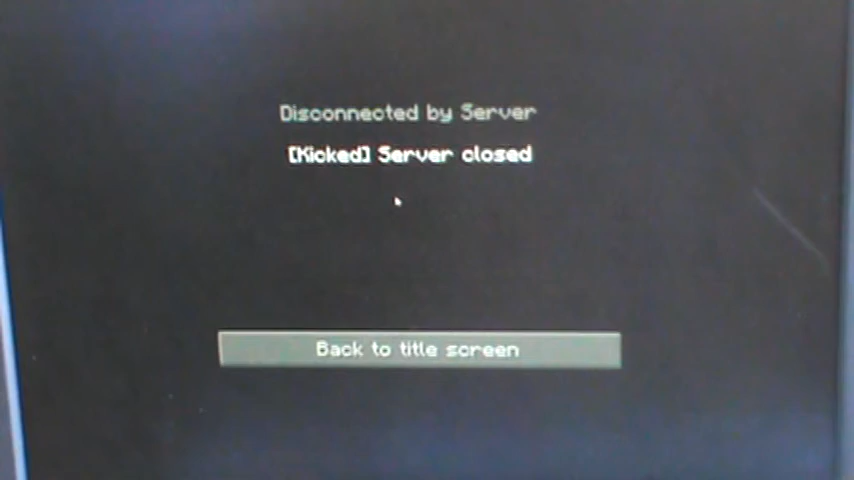 Disconnected by Server
[Kicked] Server closed
Back to title screen